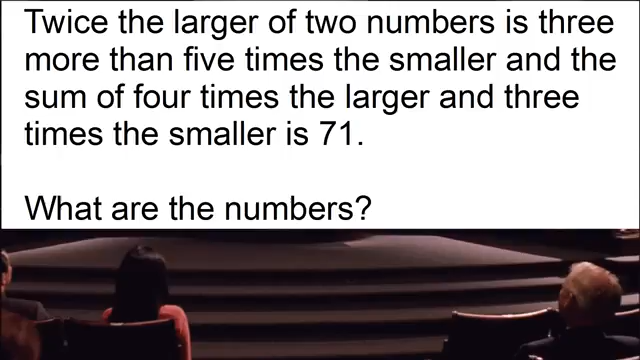 Twice the larger of two numbers is three
more than five times the smaller and the
sum of four times the larger and three
times the smaller is 71.
What are the numbers?